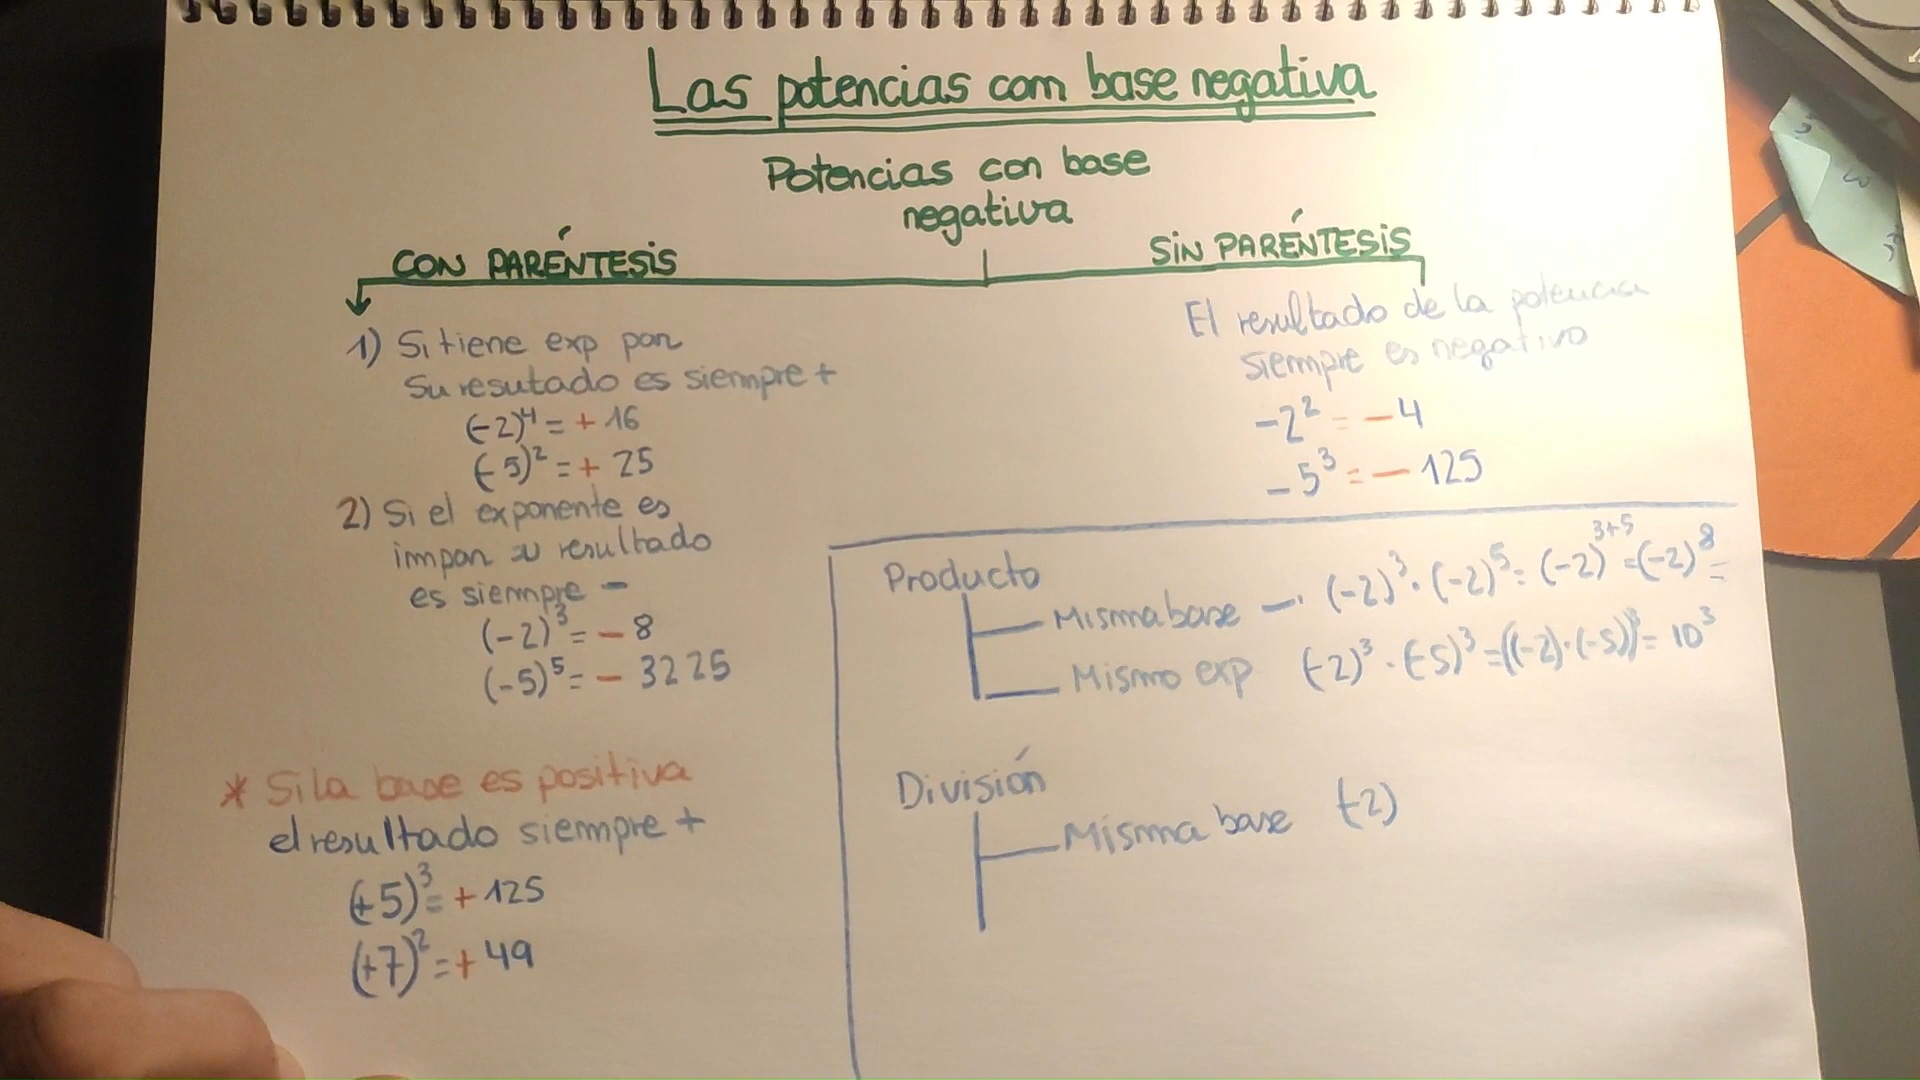 Las potencias con base negativa
Potencias con base
negativa
CON PARÉNTESIS
1) Si tiene exp par
Su resutado es siempre +
(-2)⁴ = + 16
(-5)² = + 25
2) Si el exponente es
impar su resultado
es siempre -
(-2)³ = - 8
(-5)⁵ = - 3225
* Si la base es positiva
el resultado siempre +
(+5)³ = + 125
(+7)² = + 49
SIN PARÉNTESIS
El resultado de la potencia
siempre es negativo
-2² = - 4
-5³ = - 125
Producto
Misma base — · (-2)³ · (-2)⁵ = (-2)³⁺⁵ = (-2)⁸ =
Mismo exp (-2)³ · (-5)³ = ((-2) · (-5))³ = 10³
División
Misma base (-2)